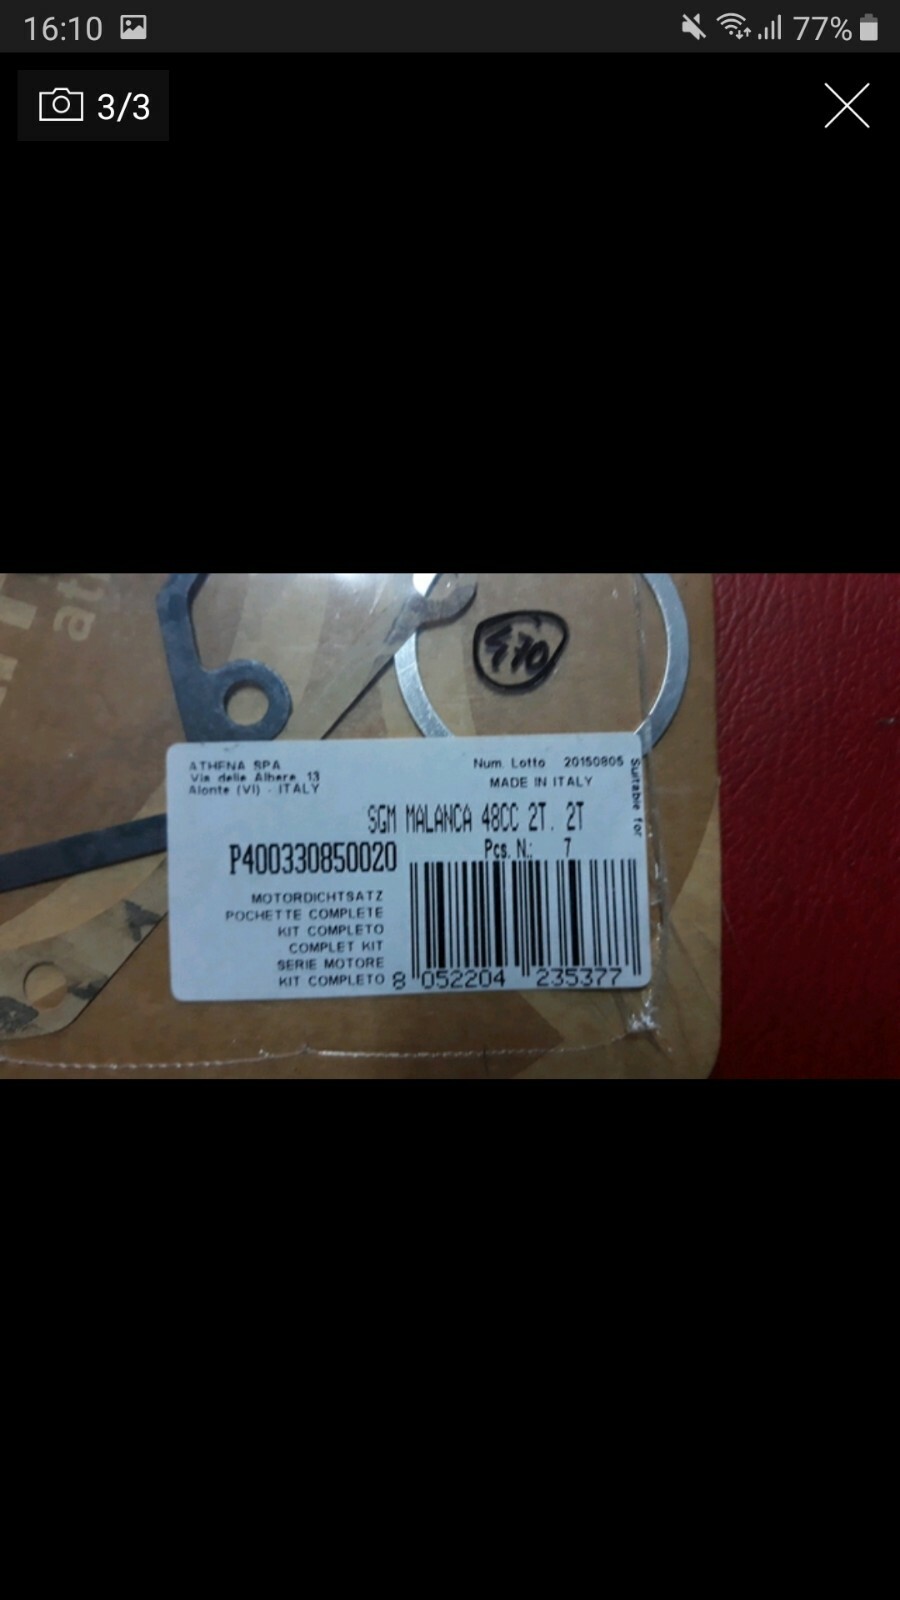 16:10
77%
3/3
at
470
ATHENA SPA
Via delle Albere, 13
Alonte (VI) - ITALY
Num. Lotto 20150805
MADE IN ITALY
Suitable for
SGM MALANCA 48CC 2T. 2T
P400330850020
Pcs. N.: 7
MOTORDICHTSATZ
POCHETTE COMPLETE
KIT COMPLETO
COMPLET KIT
SERIE MOTORE
KIT COMPLETO
8 052204 235377